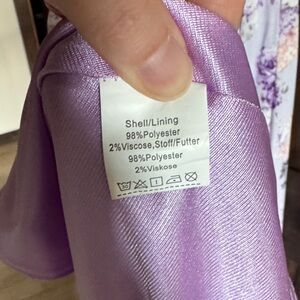 Shell/Lining
98%Polyester
2%Viscose,Stoff/Futter
98%Polyester
2%Viskose